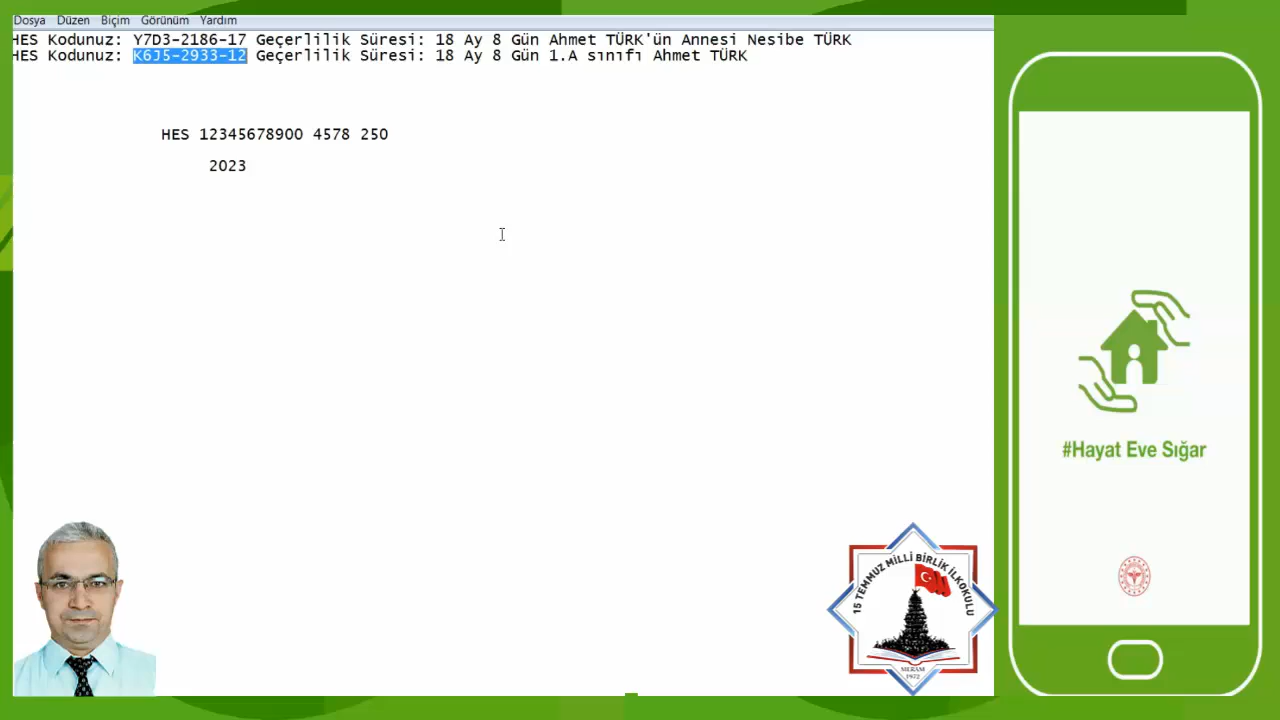 Dosya Düzen Biçim Görünüm Yardım
HES Kodunuz: Y7D3-2186-17 Geçerlilik Süresi: 18 Ay 8 Gün Ahmet TÜRK'ün Annesi Nesibe TÜRK
HES Kodunuz: K6J5-2933-12 Geçerlilik Süresi: 18 Ay 8 Gün 1.A sınıfı Ahmet TÜRK
HES 12345678900 4578 250
2023
#Hayat Eve Sığar
15 TEMMUZ MİLLİ BİRLİK İLKOKULU
MERAM
1972